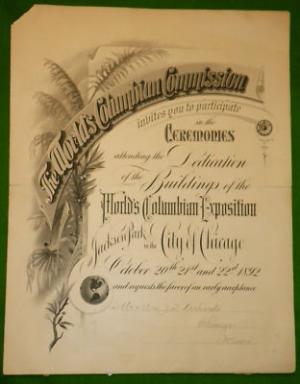 The World's Columbian Commission
invites you to participate
in the
Ceremonies
attending the Dedication
of the Buildings of the
World's Columbian Exposition
Jackson Park in the City of Chicago
October 20th 21st and 22nd 1892
and requests the favor of an early acceptance